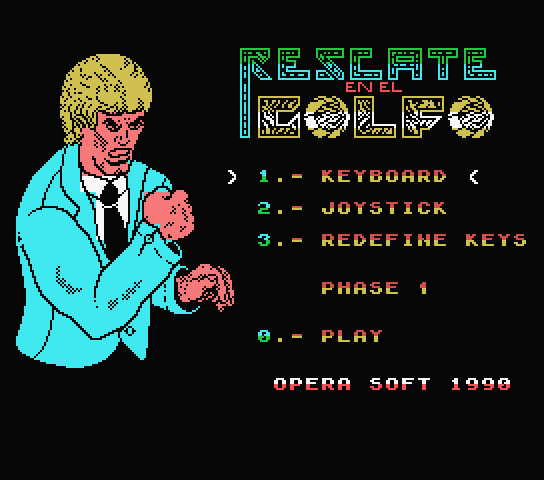 RESCATE
EN EL
GOLFO
> 1.- KEYBOARD <
2.- JOYSTICK
3.- REDEFINE KEYS
PHASE 1
0.- PLAY
OPERA SOFT 1990